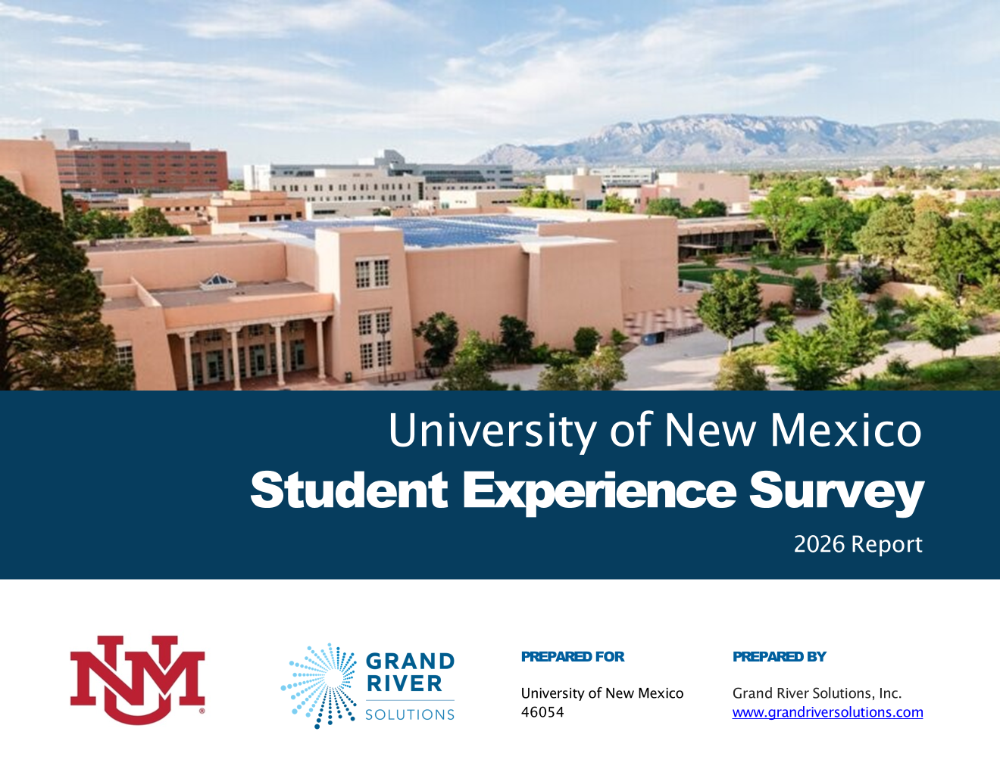 University of New Mexico
Student Experience Survey
2026 Report
UNM
®
GRAND
RIVER
SOLUTIONS
PREPARED FOR
University of New Mexico
46054
PREPARED BY
Grand River Solutions, Inc.
www.grandriversolutions.com